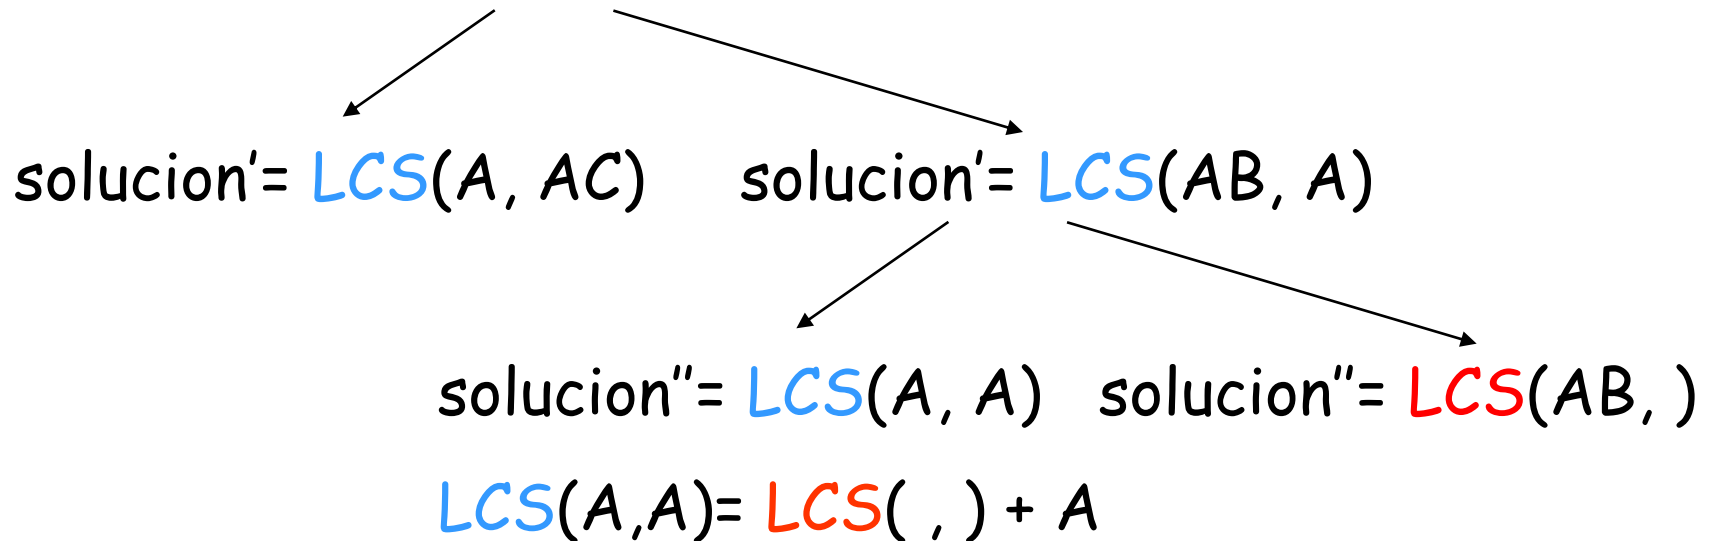 solucion'= LCS(A, AC) solucion'= LCS(AB, A)
solucion''= LCS(A, A) solucion''= LCS(AB, )
LCS(A,A)= LCS( , ) + A